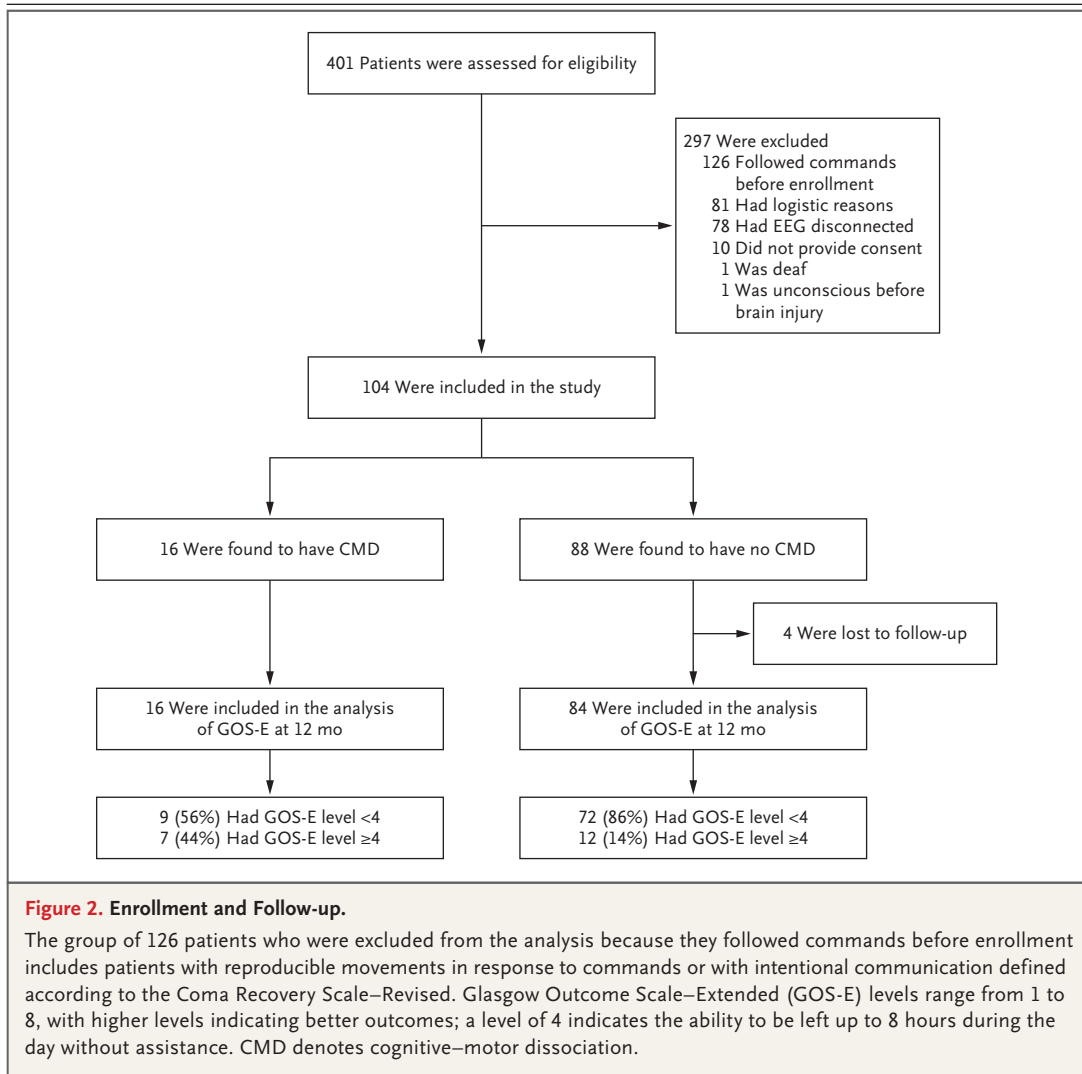 401 Patients were assessed for eligibility
297 Were excluded
126 Followed commands
before enrollment
81 Had logistic reasons
78 Had EEG disconnected
10 Did not provide consent
1 Was deaf
1 Was unconscious before
brain injury
104 Were included in the study
16 Were found to have CMD
88 Were found to have no CMD
4 Were lost to follow-up
16 Were included in the analysis
of GOS-E at 12 mo
84 Were included in the analysis
of GOS-E at 12 mo
9 (56%) Had GOS-E level <4
7 (44%) Had GOS-E level ≥4
72 (86%) Had GOS-E level <4
12 (14%) Had GOS-E level ≥4
Figure 2. Enrollment and Follow-up.
The group of 126 patients who were excluded from the analysis because they followed commands before enrollment
includes patients with reproducible movements in response to commands or with intentional communication defined
according to the Coma Recovery Scale–Revised. Glasgow Outcome Scale–Extended (GOS-E) levels range from 1 to
8, with higher levels indicating better outcomes; a level of 4 indicates the ability to be left up to 8 hours during the
day without assistance. CMD denotes cognitive–motor dissociation.